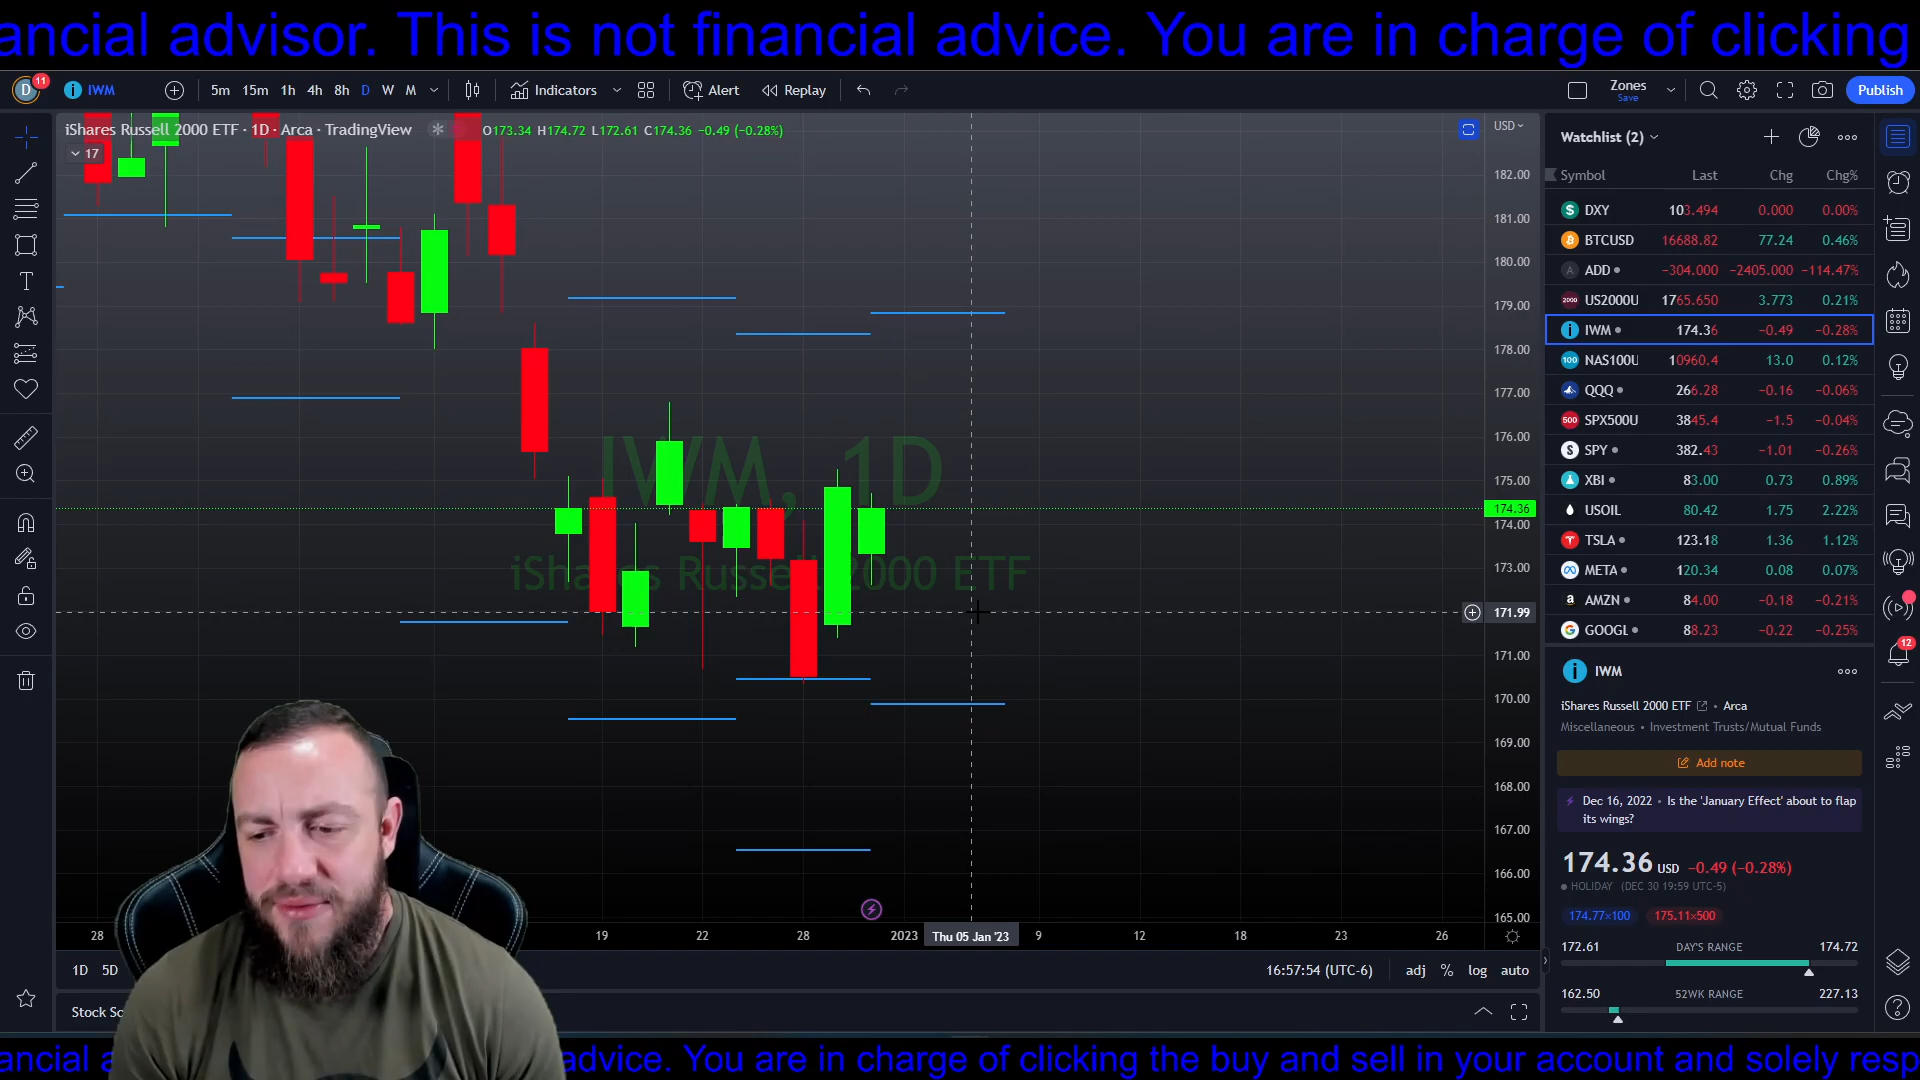 ancial advisor. This is not financial advice. You are in charge of clicking
D 11 IWM 5m 15m 1h 4h 8h D W M Indicators Alert Replay Zones Save Publish
iShares Russell 2000 ETF · 1D · Arca · TradingView O173.34 H174.72 L172.61 C174.36 −0.49 (−0.28%)
17
USD
182.00
181.00
180.00
179.00
178.00
177.00
176.00
175.00
174.36
174.00
173.00
171.99
171.00
170.00
169.00
168.00
167.00
166.00
165.00
IWM, 1D
iShares Russell 2000 ETF
28 19 22 28 2023 Thu 05 Jan '23 9 12 18 23 26
1D 5D 16:57:54 (UTC-6) adj % log auto
Stock Sc
Watchlist (2)
Symbol Last Chg Chg%
DXY 103.494 0.000 0.00%
BTCUSD 16688.82 77.24 0.46%
A ADD −304.000 −2405.000 −114.47%
2000 US2000U 1765.650 3.773 0.21%
IWM 174.36 −0.49 −0.28%
100 NAS100U 10960.4 13.0 0.12%
QQQ 266.28 −0.16 −0.06%
500 SPX500U 3845.4 −1.5 −0.04%
S SPY 382.43 −1.01 −0.26%
XBI 83.00 0.73 0.89%
USOIL 80.42 1.75 2.22%
TSLA 123.18 1.36 1.12%
META 120.34 0.08 0.07%
a AMZN 84.00 −0.18 −0.21%
G GOOGL 88.23 −0.22 −0.25%
12
IWM
iShares Russell 2000 ETF • Arca
Miscellaneous • Investment Trusts/Mutual Funds
Add note
Dec 16, 2022 • Is the 'January Effect' about to flap
its wings?
174.36 USD −0.49 (−0.28%)
HOLIDAY (DEC 30 19:59 UTC-5)
174.77×100 175.11×500
172.61 DAY'S RANGE 174.72
162.50 52WK RANGE 227.13
ancial a advice. You are in charge of clicking the buy and sell in your account and solely resp